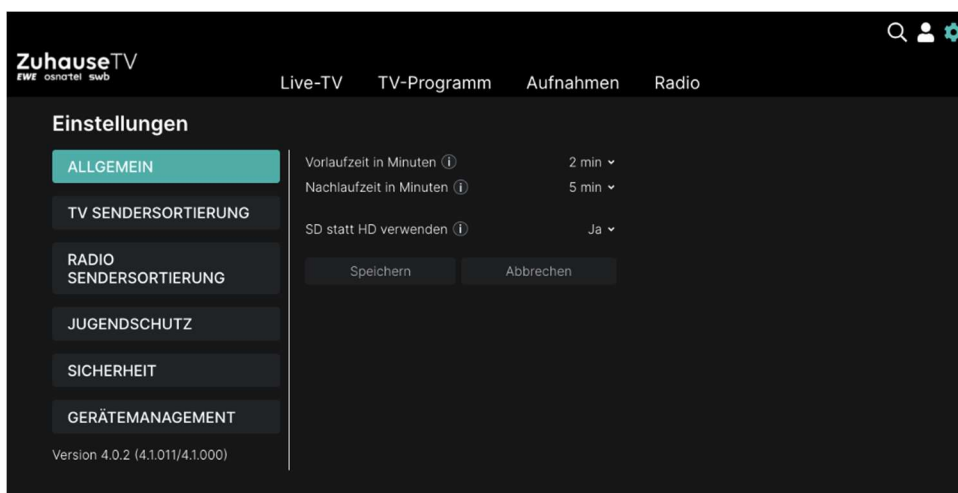 ZuhauseTV
EWE osnatel swb
Live-TV TV-Programm Aufnahmen Radio
Einstellungen
ALLGEMEIN
TV SENDERSORTIERUNG
RADIO
SENDERSORTIERUNG
JUGENDSCHUTZ
SICHERHEIT
GERÄTEMANAGEMENT
Version 4.0.2 (4.1.011/4.1.000)
Vorlaufzeit in Minuten i 2 min
Nachlaufzeit in Minuten i 5 min
SD statt HD verwenden i Ja
Speichern Abbrechen